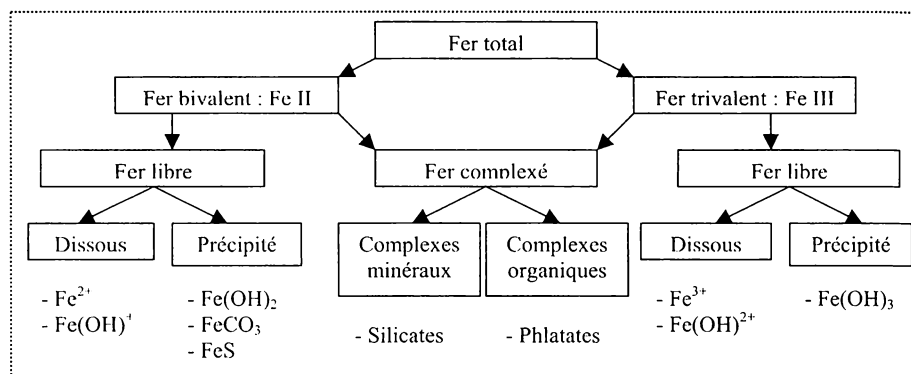 Fer total
Fer bivalent : Fe II
Fer trivalent : Fe III
Fer libre
Fer complexé
Fer libre
Dissous
Précipité
Complexes
minéraux
Complexes
organiques
Dissous
Précipité
- Fe²⁺
- Fe(OH)⁺
- Fe(OH)₂
- FeCO₃
- FeS
- Silicates
- Phlatates
- Fe³⁺
- Fe(OH)²⁺
- Fe(OH)₃